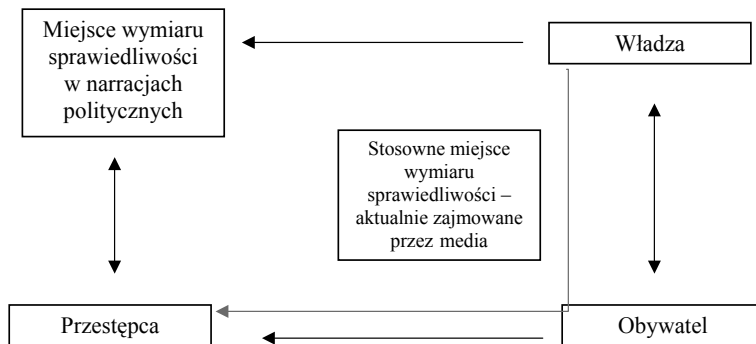 Miejsce wymiaru
sprawiedliwości
w narracjach
politycznych
Władza
Stosowne miejsce
wymiaru
sprawiedliwości –
aktualnie zajmowane
przez media
Przestępca
Obywatel